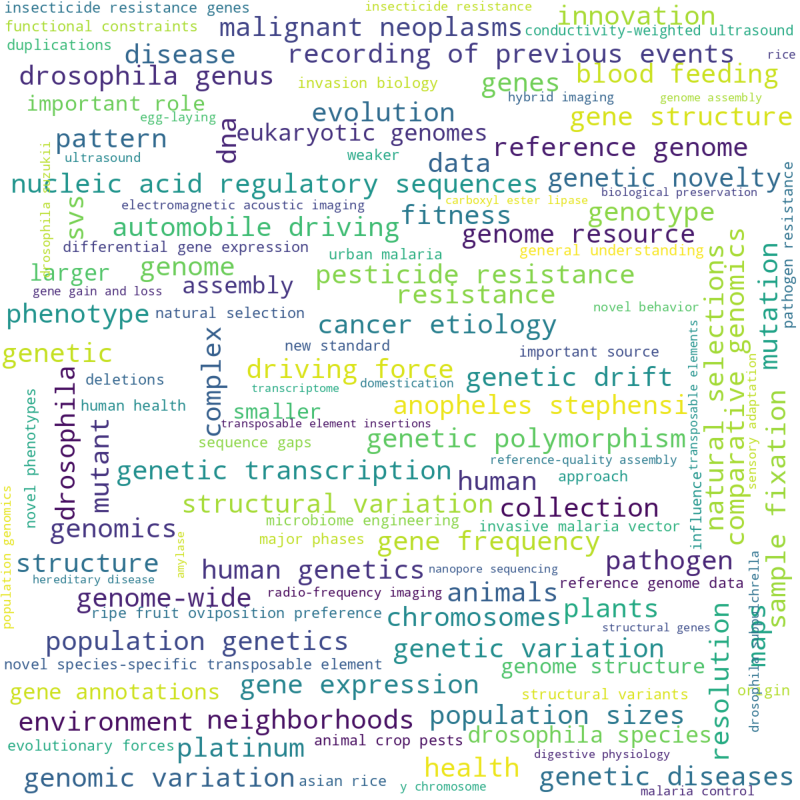 insecticide resistance genes
insecticide resistance
innovation
functional constraints
malignant neoplasms
conductivity-weighted ultrasound
duplications
disease
recording of previous events
rice
drosophila genus
invasion biology
genes
blood feeding
important role
hybrid imaging
genome assembly
egg-laying
evolution
gene structure
pattern
dna
eukaryotic genomes
reference genome
ultrasound
weaker
data
drosophila suzukii
nucleic acid regulatory sequences
genetic novelty
pathogen resistance
electromagnetic acoustic imaging
carboxyl ester lipase
biological preservation
svs
automobile driving
fitness
genotype
differential gene expression
urban malaria
genome resource
general understanding
larger
genome
pesticide resistance
natural selections
comparative genomics
mutation
gene gain and loss
assembly
resistance
novel behavior
phenotype
natural selection
cancer etiology
transposable elements
genetic
complex
new standard
important source
driving force
genetic drift
sensory adaptation
drosophila
deletions
transcriptome
domestication
novel phenotypes
human health
smaller
anopheles stephensi
sample fixation
mutant
transposable element insertions
sequence gaps
genetic polymorphism
genetic transcription
human
reference-quality assembly
approach
influence
structural variation
collection
population genomics
genomics
microbiome engineering
invasive malaria vector
major phases
gene frequency
amylase
structure
human genetics
nanopore sequencing
pathogen
hereditary disease
genome-wide
radio-frequency imaging
animals
reference genome data
drosophila pulchrella
ripe fruit oviposition preference
chromosomes
plants
maps
resolution
population genetics
genetic variation
structural genes
novel species-specific transposable element
genome structure
gene annotations
gene expression
structural variants
origin
environment
neighborhoods
population sizes
evolutionary forces
platinum
animal crop pests
drosophila species
digestive physiology
genomic variation
asian rice
health
y chromosome
genetic diseases
malaria control